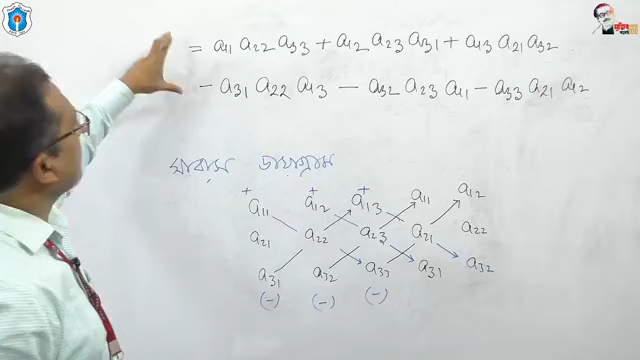 = a₁₁ a₂₂ a₃₃ + a₁₂ a₂₃ a₃₁ + a₁₃ a₂₁ a₃₂
− a₃₁ a₂₂ a₁₃ − a₃₂ a₂₃ a₁₁ − a₃₃ a₂₁ a₁₂
ডায়াগ্রাম
+ + +
a₁₁ a₁₂ a₁₃ a₁₁ a₁₂
a₂₁ a₂₂ a₂₃ a₂₁ a₂₂
a₃₁ a₃₂ a₃₃ a₃₁ a₃₂
(−) (−) (−)